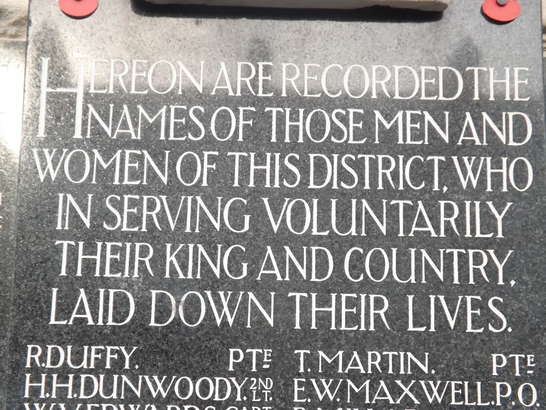 HEREON ARE RECORDED THE
NAMES OF THOSE MEN AND
WOMEN OF THIS DISTRICT, WHO
IN SERVING VOLUNTARILY
THEIR KING AND COUNTRY,
LAID DOWN THEIR LIVES.
R. DUFFY. PTE T. MARTIN. PTE
H.H. DUNWOODY. 2ND LT. E.W. MAXWELL. P.O.